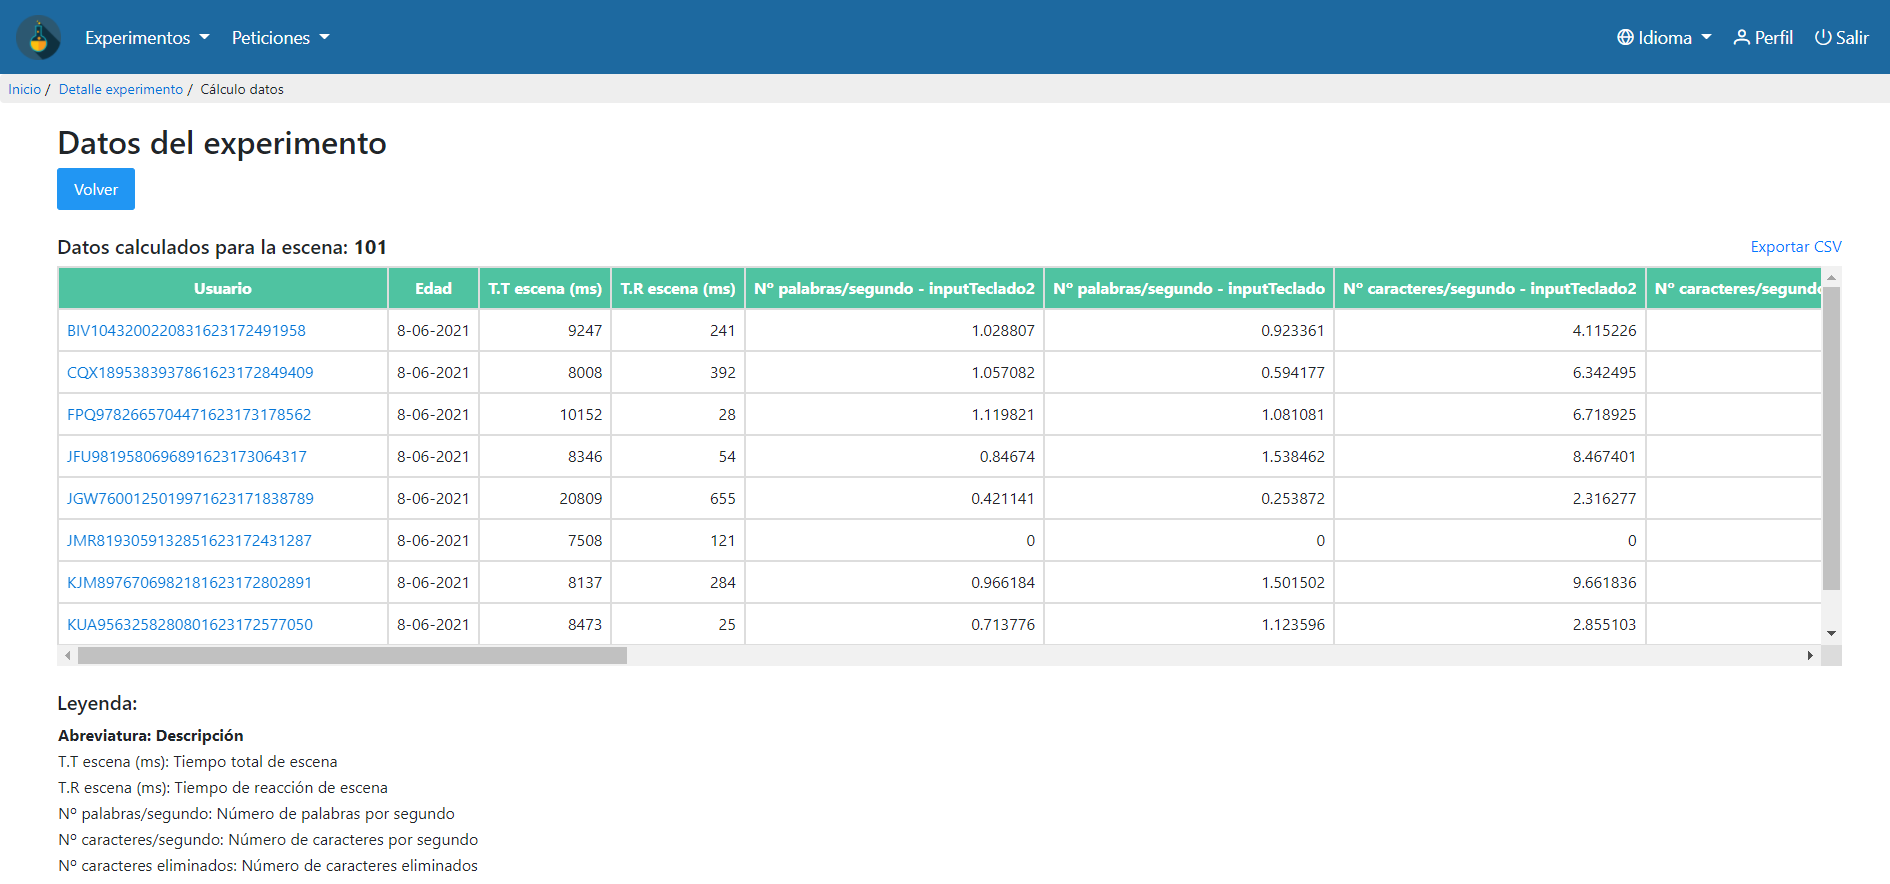 Experimentos Peticiones Idioma Perfil Salir
Inicio / Detalle experimento / Cálculo datos
Datos del experimento
Volver
Datos calculados para la escena: 101 Exportar CSV
Usuario Edad T.T escena (ms) T.R escena (ms) Nº palabras/segundo - inputTeclado2 Nº palabras/segundo - inputTeclado Nº caracteres/segundo - inputTeclado2 Nº caracteres/segundo
BIV1043200220831623172491958 8-06-2021 9247 241 1.028807 0.923361 4.115226
CQX1895383937861623172849409 8-06-2021 8008 392 1.057082 0.594177 6.342495
FPQ9782665704471623173178562 8-06-2021 10152 28 1.119821 1.081081 6.718925
JFU9819580696891623173064317 8-06-2021 8346 54 0.84674 1.538462 8.467401
JGW7600125019971623171838789 8-06-2021 20809 655 0.421141 0.253872 2.316277
JMR8193059132851623172431287 8-06-2021 7508 121 0 0 0
KJM8976706982181623172802891 8-06-2021 8137 284 0.966184 1.501502 9.661836
KUA9563258280801623172577050 8-06-2021 8473 25 0.713776 1.123596 2.855103
Leyenda:
Abreviatura: Descripción
T.T escena (ms): Tiempo total de escena
T.R escena (ms): Tiempo de reacción de escena
Nº palabras/segundo: Número de palabras por segundo
Nº caracteres/segundo: Número de caracteres por segundo
Nº caracteres eliminados: Número de caracteres eliminados